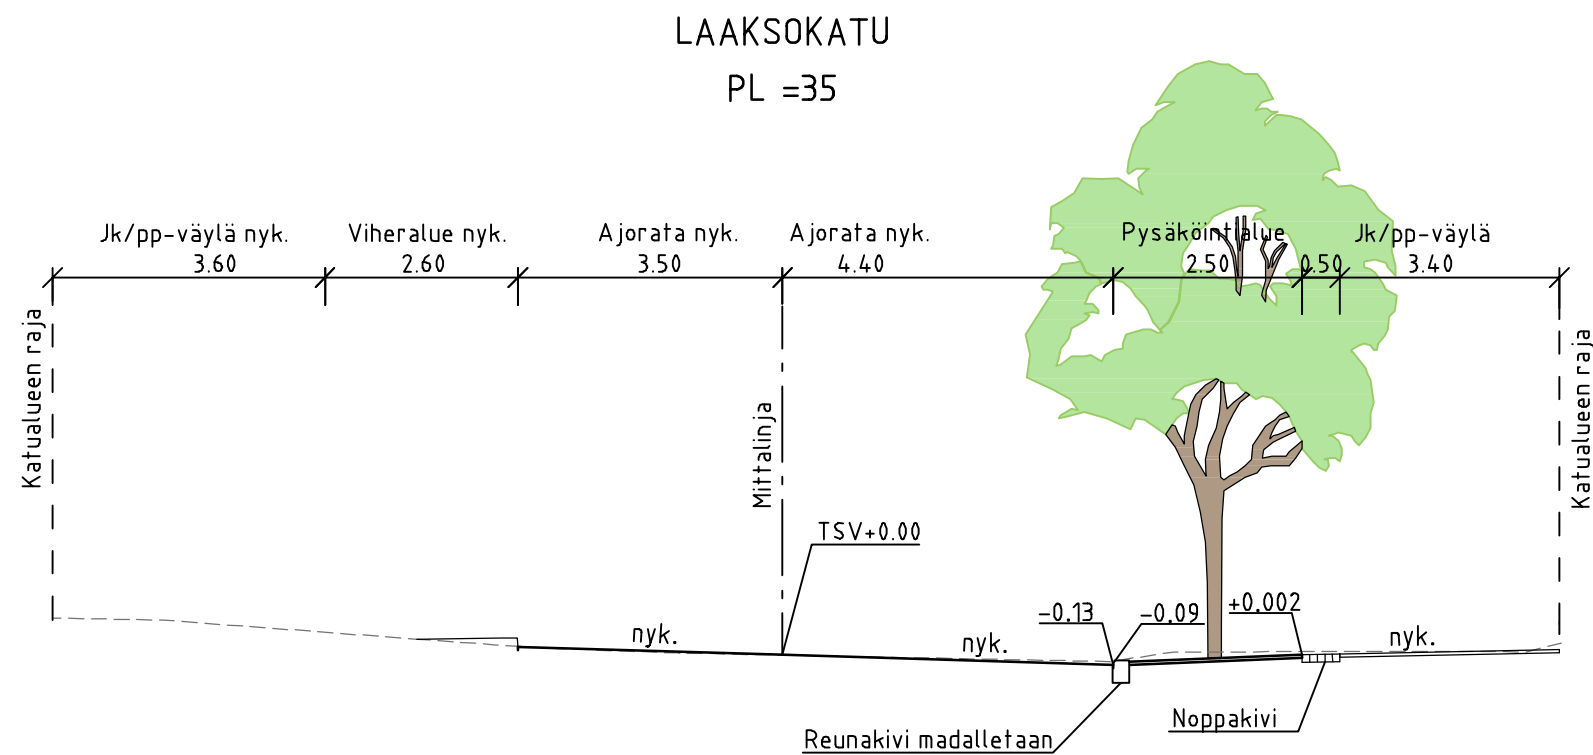 LAAKSOKATU
PL =35
Jk/pp-väylä nyk.
Viheralue nyk.
Ajorata nyk.
Ajorata nyk.
Pysäköintialue
Jk/pp-väylä
3.60
2.60
3.50
4.40
2.50
0.50
3.40
Katualueen raja
Mittalinja
Katualueen raja
TSV+0.00
-0.13
-0.09
+0.002
nyk.
nyk.
nyk.
Noppakivi
Reunakivi madalletaan